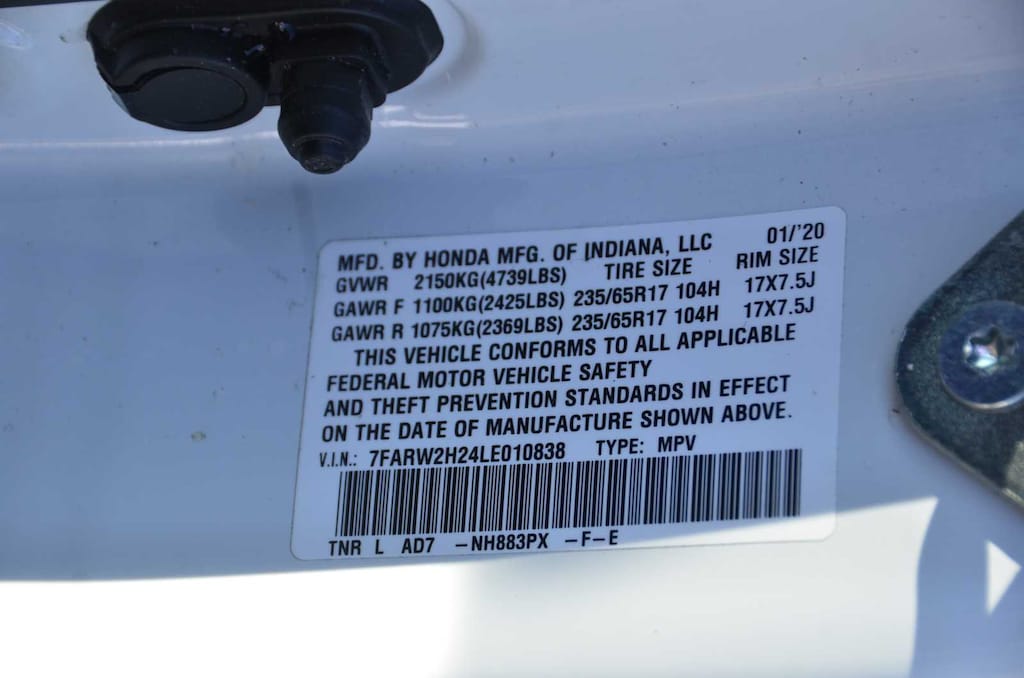 MFD. BY HONDA MFG. OF INDIANA, LLC 01/'20
GVWR 2150KG(4739LBS) TIRE SIZE RIM SIZE
GAWR F 1100KG(2425LBS) 235/65R17 104H 17X7.5J
GAWR R 1075KG(2369LBS) 235/65R17 104H 17X7.5J
THIS VEHICLE CONFORMS TO ALL APPLICABLE
FEDERAL MOTOR VEHICLE SAFETY
AND THEFT PREVENTION STANDARDS IN EFFECT
ON THE DATE OF MANUFACTURE SHOWN ABOVE.
V.I.N.: 7FARW2H24LE010838 TYPE: MPV
TNR L AD7 -NH883PX -F-E